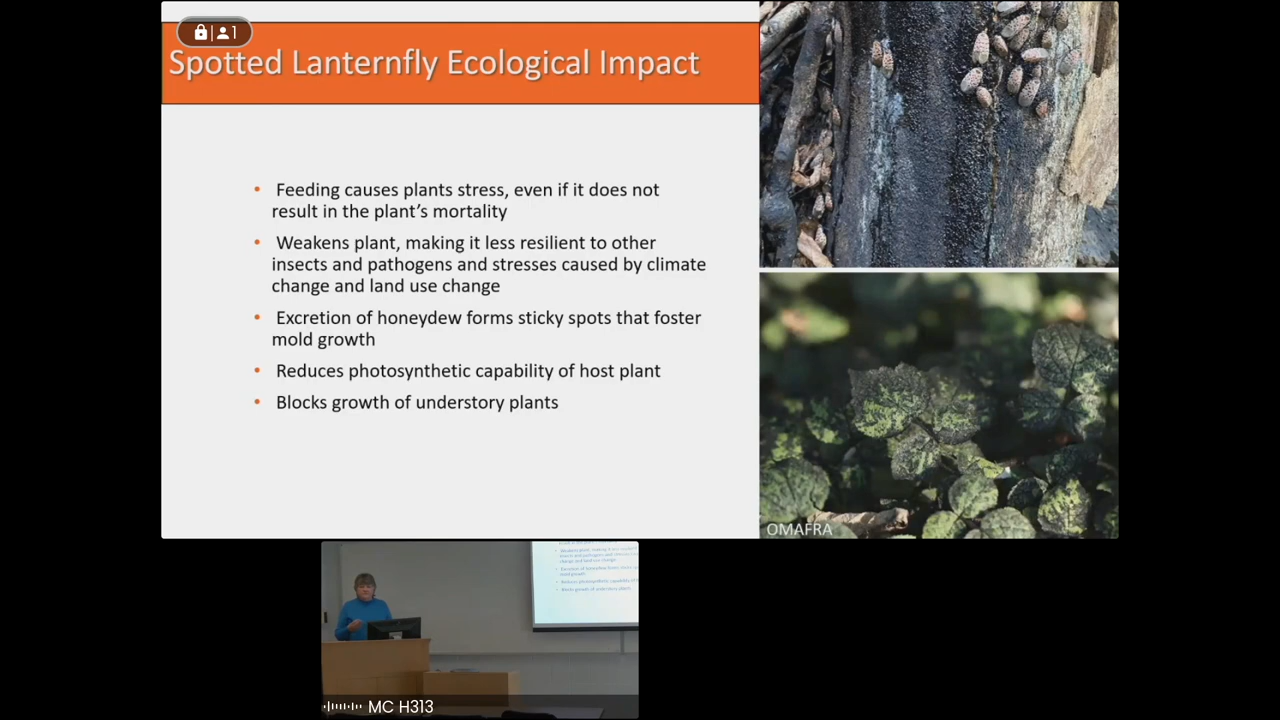 1
Spotted Lanternfly Ecological Impact
• Feeding causes plants stress, even if it does not
result in the plant's mortality
• Weakens plant, making it less resilient to other
insects and pathogens and stresses caused by climate
change and land use change
• Excretion of honeydew forms sticky spots that foster
mold growth
• Reduces photosynthetic capability of host plant
• Blocks growth of understory plants
OMAFRA
MC H313